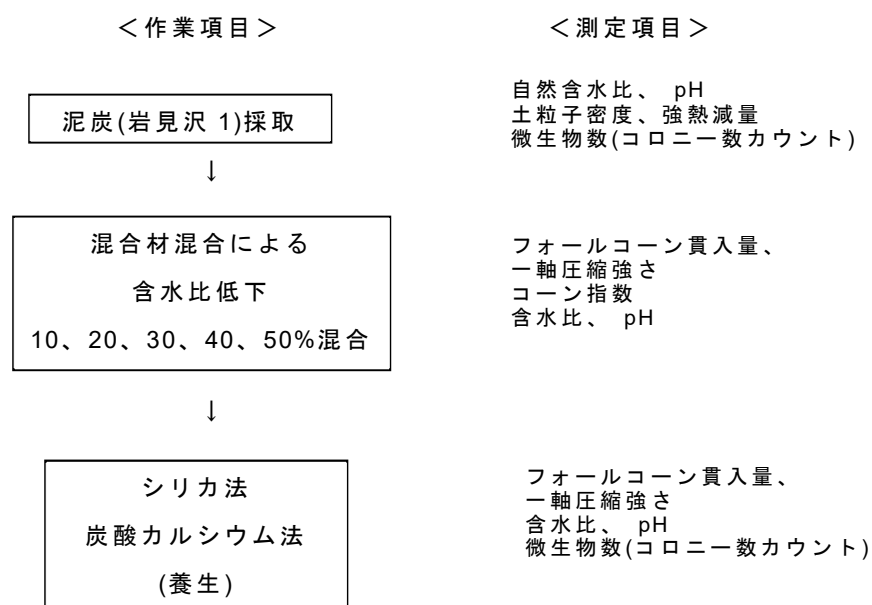 ＜作業項目＞
＜測定項目＞
泥炭(岩見沢 1)採取
自然含水比、 pH
土粒子密度、強熱減量
微生物数(コロニー数カウント)
↓
混合材混合による
含水比低下
10、20、30、40、50%混合
フォールコーン貫入量、
一軸圧縮強さ
コーン指数
含水比、 pH
↓
シリカ法
炭酸カルシウム法
(養生)
フォールコーン貫入量、
一軸圧縮強さ
含水比、 pH
微生物数(コロニー数カウント)